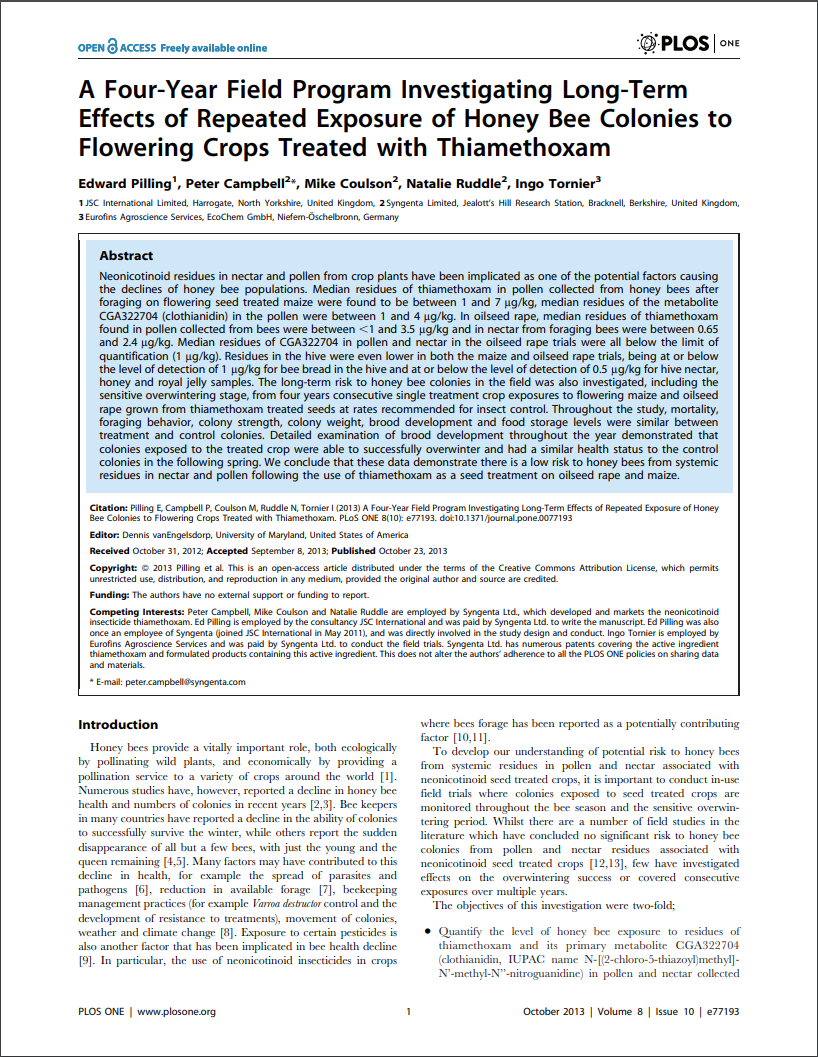 OPEN ACCESS Freely available online
PLOS ONE
A Four-Year Field Program Investigating Long-Term
Effects of Repeated Exposure of Honey Bee Colonies to
Flowering Crops Treated with Thiamethoxam
Edward Pilling1, Peter Campbell2*, Mike Coulson2, Natalie Ruddle2, Ingo Tornier3
1 JSC International Limited, Harrogate, North Yorkshire, United Kingdom, 2 Syngenta Limited, Jealott's Hill Research Station, Bracknell, Berkshire, United Kingdom,
3 Eurofins Agroscience Services, EcoChem GmbH, Niefern-Öschelbronn, Germany
Abstract
Neonicotinoid residues in nectar and pollen from crop plants have been implicated as one of the potential factors causing
the declines of honey bee populations. Median residues of thiamethoxam in pollen collected from honey bees after
foraging on flowering seed treated maize were found to be between 1 and 7 μg/kg, median residues of the metabolite
CGA322704 (clothianidin) in the pollen were between 1 and 4 μg/kg. In oilseed rape, median residues of thiamethoxam
found in pollen collected from bees were between <1 and 3.5 μg/kg and in nectar from foraging bees were between 0.65
and 2.4 μg/kg. Median residues of CGA322704 in pollen and nectar in the oilseed rape trials were all below the limit of
quantification (1 μg/kg). Residues in the hive were even lower in both the maize and oilseed rape trials, being at or below
the level of detection of 1 μg/kg for bee bread in the hive and at or below the level of detection of 0.5 μg/kg for hive nectar,
honey and royal jelly samples. The long-term risk to honey bee colonies in the field was also investigated, including the
sensitive overwintering stage, from four years consecutive single treatment crop exposures to flowering maize and oilseed
rape grown from thiamethoxam treated seeds at rates recommended for insect control. Throughout the study, mortality,
foraging behavior, colony strength, colony weight, brood development and food storage levels were similar between
treatment and control colonies. Detailed examination of brood development throughout the year demonstrated that
colonies exposed to the treated crop were able to successfully overwinter and had a similar health status to the control
colonies in the following spring. We conclude that these data demonstrate there is a low risk to honey bees from systemic
residues in nectar and pollen following the use of thiamethoxam as a seed treatment on oilseed rape and maize.
Citation: Pilling E, Campbell P, Coulson M, Ruddle N, Tornier I (2013) A Four-Year Field Program Investigating Long-Term Effects of Repeated Exposure of Honey
Bee Colonies to Flowering Crops Treated with Thiamethoxam. PLoS ONE 8(10): e77193. doi:10.1371/journal.pone.0077193
Editor: Dennis vanEngelsdorp, University of Maryland, United States of America
Received October 31, 2012; Accepted September 8, 2013; Published October 23, 2013
Copyright: © 2013 Pilling et al. This is an open-access article distributed under the terms of the Creative Commons Attribution License, which permits
unrestricted use, distribution, and reproduction in any medium, provided the original author and source are credited.
Funding: The authors have no external support or funding to report.
Competing Interests: Peter Campbell, Mike Coulson and Natalie Ruddle are employed by Syngenta Ltd., which developed and markets the neonicotinoid
insecticide thiamethoxam. Ed Pilling is employed by the consultancy JSC International and was paid by Syngenta Ltd. to write the manuscript. Ed Pilling was also
once an employee of Syngenta (joined JSC International in May 2011), and was directly involved in the study design and conduct. Ingo Tornier is employed by
Eurofins Agroscience Services and was paid by Syngenta Ltd. to conduct the field trials. Syngenta Ltd. has numerous patents covering the active ingredient
thiamethoxam and formulated products containing this active ingredient. This does not alter the authors' adherence to all the PLOS ONE policies on sharing data
and materials.
* E-mail: peter.campbell@syngenta.com
Introduction
Honey bees provide a vitally important role, both ecologically
by pollinating wild plants, and economically by providing a
pollination service to a variety of crops around the world [1].
Numerous studies have, however, reported a decline in honey bee
health and numbers of colonies in recent years [2,3]. Bee keepers
in many countries have reported a decline in the ability of colonies
to successfully survive the winter, while others report the sudden
disappearance of all but a few bees, with just the young and the
queen remaining [4,5]. Many factors may have contributed to this
decline in health, for example the spread of parasites and
pathogens [6], reduction in available forage [7], beekeeping
management practices (for example Varroa destructor control and the
development of resistance to treatments), movement of colonies,
weather and climate change [8]. Exposure to certain pesticides is
also another factor that has been implicated in bee health decline
[9]. In particular, the use of neonicotinoid insecticides in crops
where bees forage has been reported as a potentially contributing
factor [10,11].
To develop our understanding of potential risk to honey bees
from systemic residues in pollen and nectar associated with
neonicotinoid seed treated crops, it is important to conduct in-use
field trials where colonies exposed to seed treated crops are
monitored throughout the bee season and the sensitive overwin-
tering period. Whilst there are a number of field studies in the
literature which have concluded no significant risk to honey bee
colonies from pollen and nectar residues associated with
neonicotinoid seed treated crops [12,13], few have investigated
effects on the overwintering success or covered consecutive
exposures over multiple years.
The objectives of this investigation were two-fold;
● Quantify the level of honey bee exposure to residues of
thiamethoxam and its primary metabolite CGA322704
(clothianidin, IUPAC name N-[(2-chloro-5-thiazoyl)methyl]-
N'-methyl-N''-nitroguanidine) in pollen and nectar collected
PLOS ONE | www.plosone.org
1
October 2013 | Volume 8 | Issue 10 | e77193